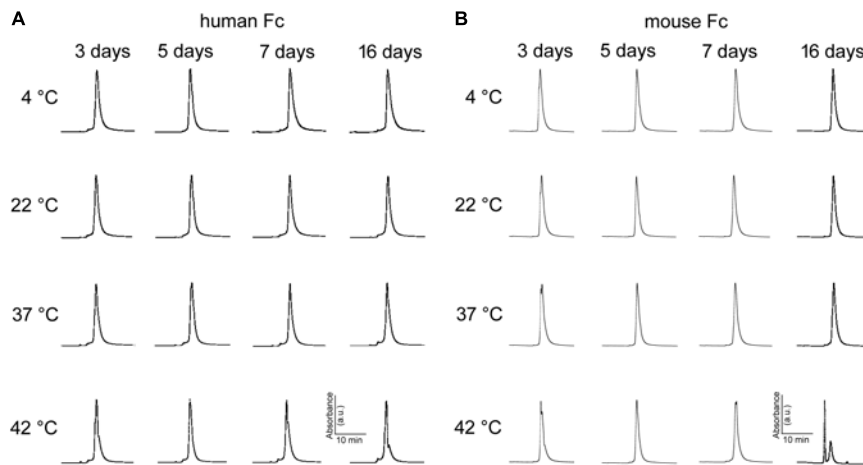 A
human Fc
3 days 5 days 7 days 16 days
4 °C
22 °C
37 °C
42 °C
Absorbance
(a.u.)
10 min
B
mouse Fc
3 days 5 days 7 days 16 days
4 °C
22 °C
37 °C
42 °C
Absorbance
(a.u.)
10 min